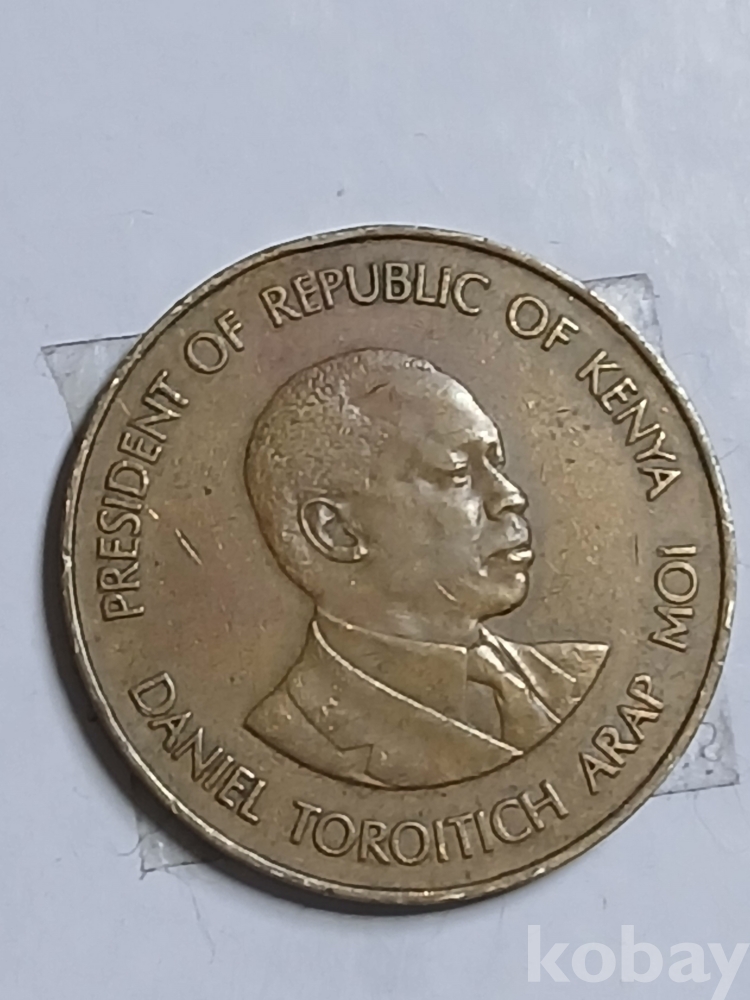 PRESIDENT OF REPUBLIC OF KENYA
DANIEL TOROITICH ARAP MOI
kobay